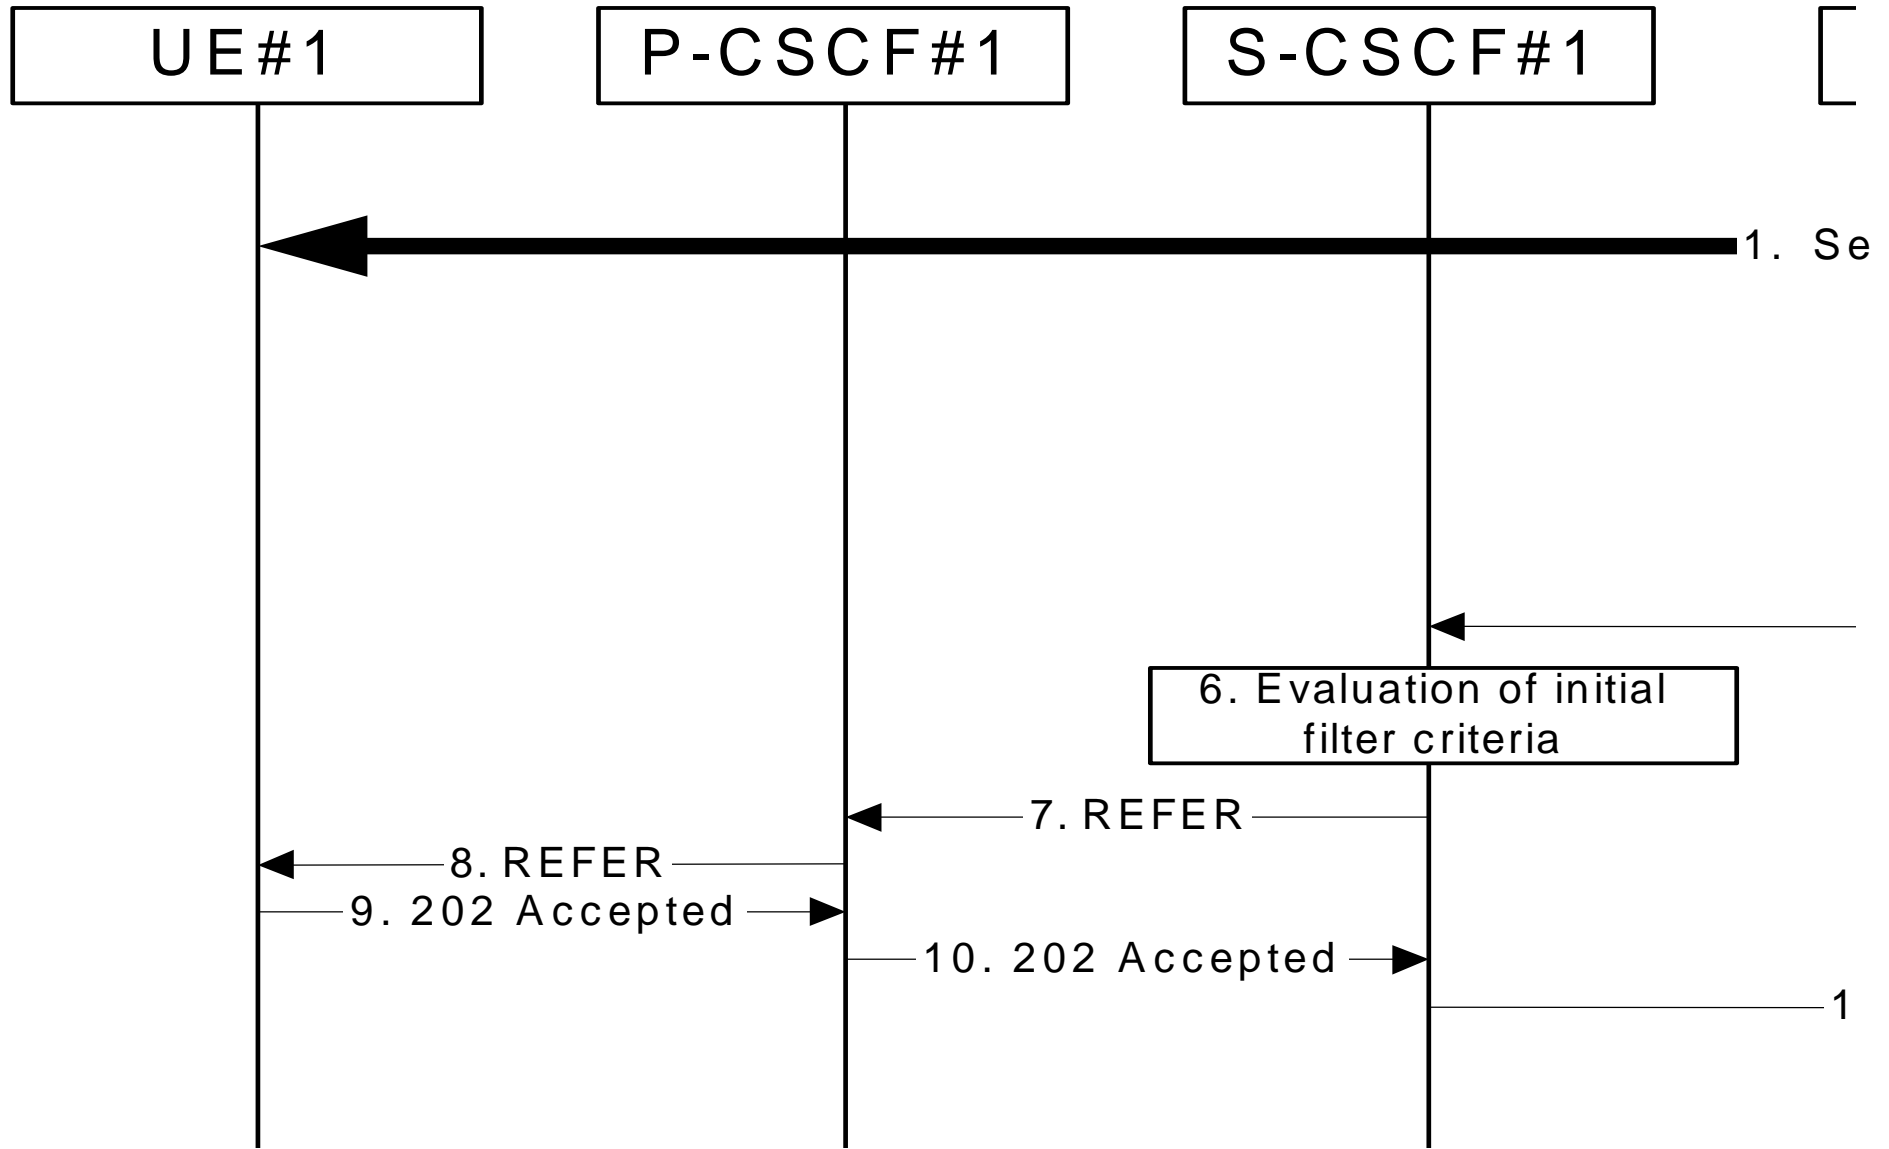 UE#1
P-CSCF#1
S-CSCF#1
1. Se
6. Evaluation of initial
filter criteria
7. REFER
8. REFER
9. 202 Accepted
10. 202 Accepted
1